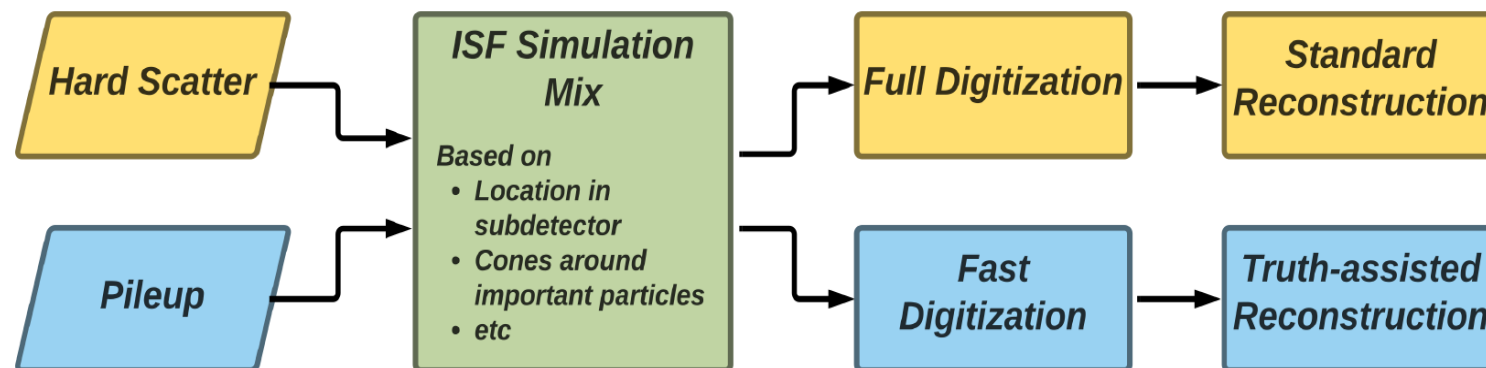 Hard Scatter
ISF Simulation
Mix
Based on
• Location in
subdetector
• Cones around
important particles
• etc
Full Digitization
Standard
Reconstruction
Pileup
Fast
Digitization
Truth-assisted
Reconstruction